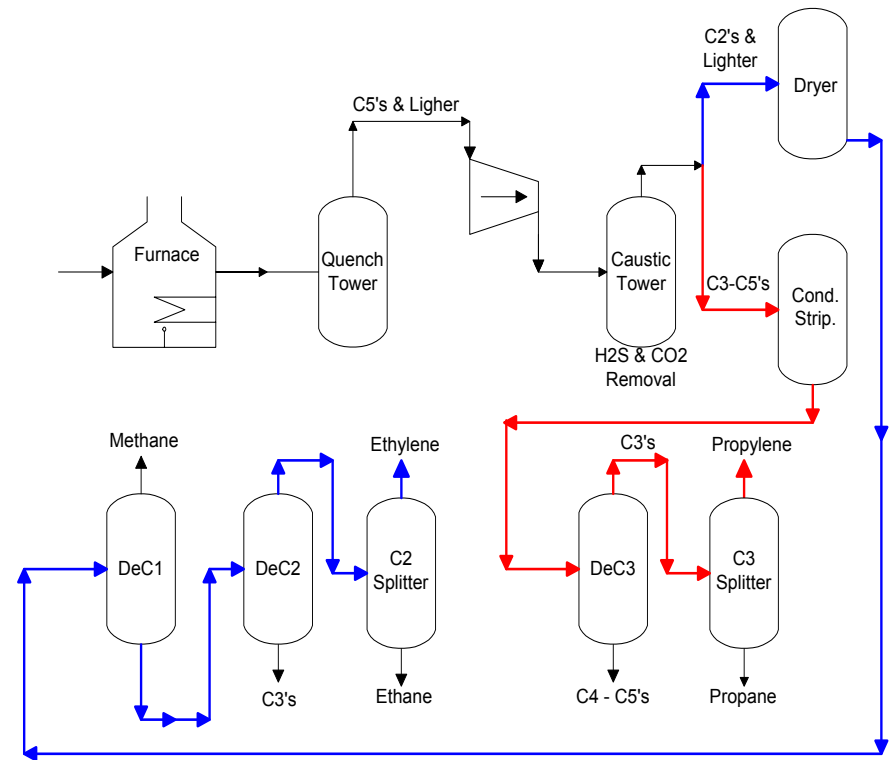 C2's &
Lighter
Dryer
C5's & Ligher
Furnace
Quench
Tower
Caustic
Tower
C3-C5's
Cond.
Strip.
H2S & CO2
Removal
Methane
Ethylene
C3's
Propylene
DeC1
DeC2
C2
Splitter
DeC3
C3
Splitter
C3's
Ethane
C4 - C5's
Propane